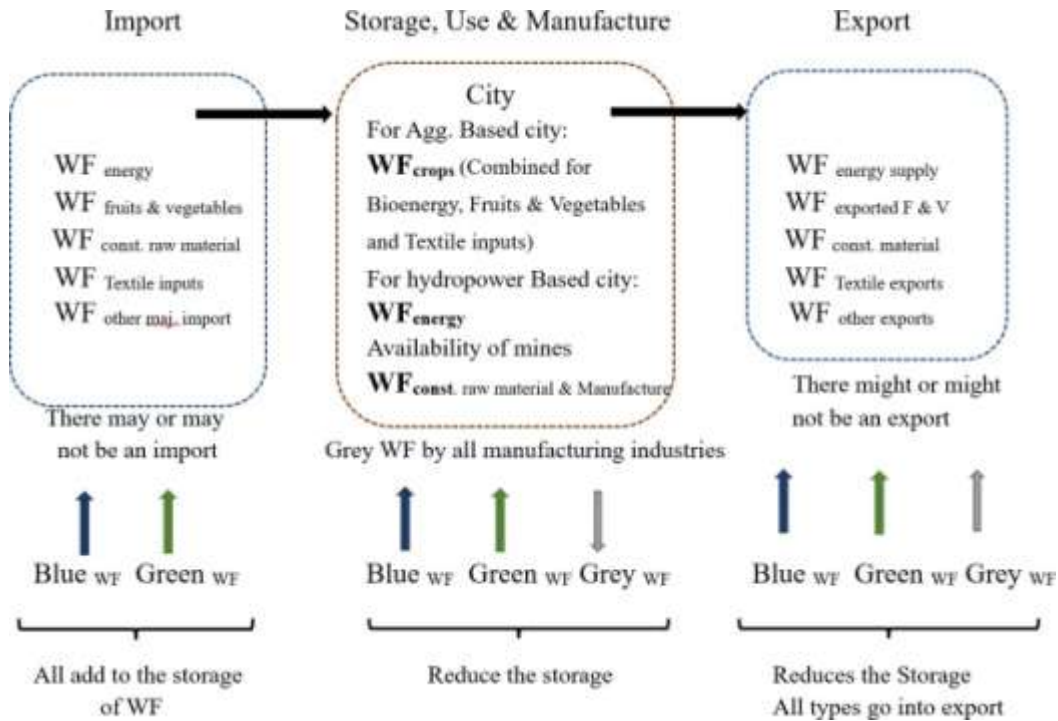 Import
WF energy
WF fruits & vegetables
WF const. raw material
WF Textile inputs
WF other maj. import
There may or may
not be an import
Blue WF Green WF
All add to the storage
of WF
Storage, Use & Manufacture
City
For Agg. Based city:
WFcrops (Combined for
Bioenergy, Fruits & Vegetables
and Textile inputs)
For hydropower Based city:
WFenergy
Availability of mines
WFconst. raw material & Manufacture
Grey WF by all manufacturing industries
Blue WF Green WF Grey WF
Reduce the storage
Export
WF energy supply
WF exported F & V
WF const. material
WF Textile exports
WF other exports
There might or might
not be an export
Blue WF Green WF Grey WF
Reduces the Storage
All types go into export